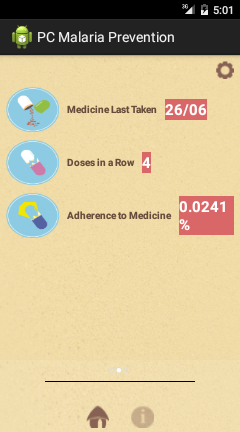 3G 5:01
PC Malaria Prevention
Medicine Last Taken 26/06
Doses in a Row 4
Adherence to Medicine 0.0241
%
i